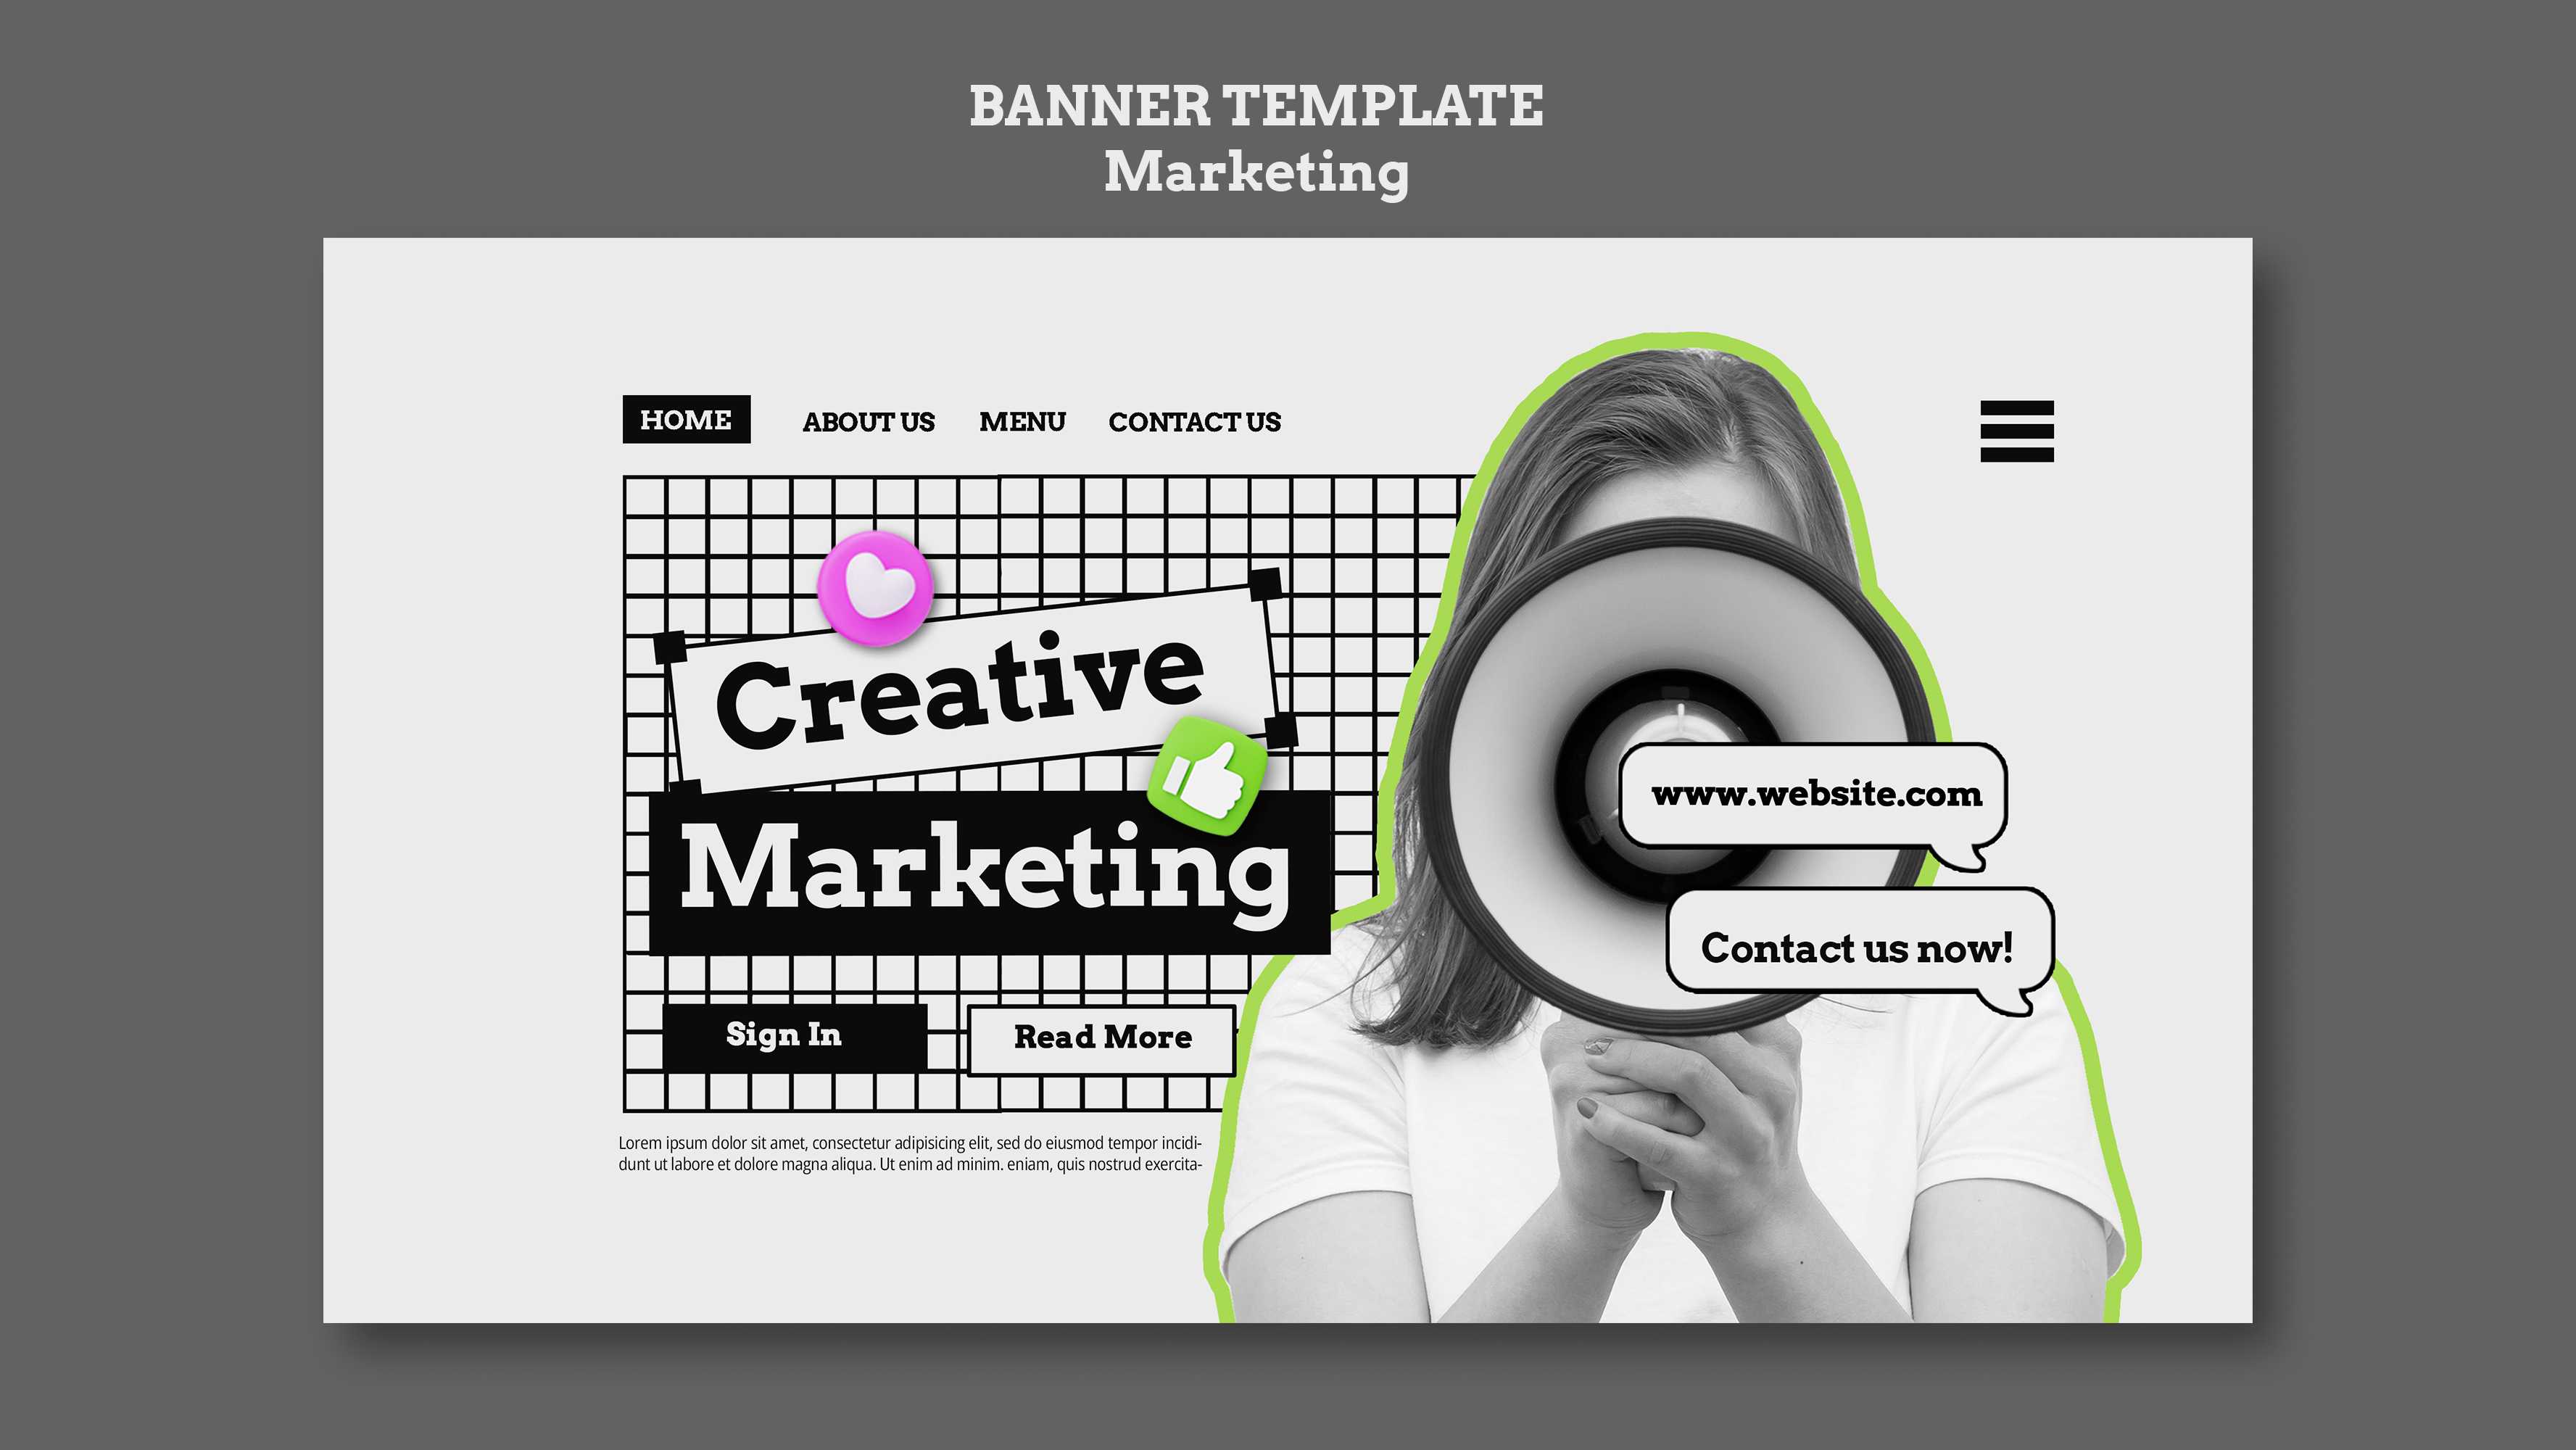 BANNER TEMPLATE
Marketing
HOME ABOUT US MENU CONTACT US
Creative
Marketing
www.website.com
Contact us now!
Sign In Read More
Lorem ipsum dolor sit amet, consectetur adipisicing elit, sed do eiusmod tempor incidi-
dunt ut labore et dolore magna aliqua. Ut enim ad minim. eniam, quis nostrud exercita-